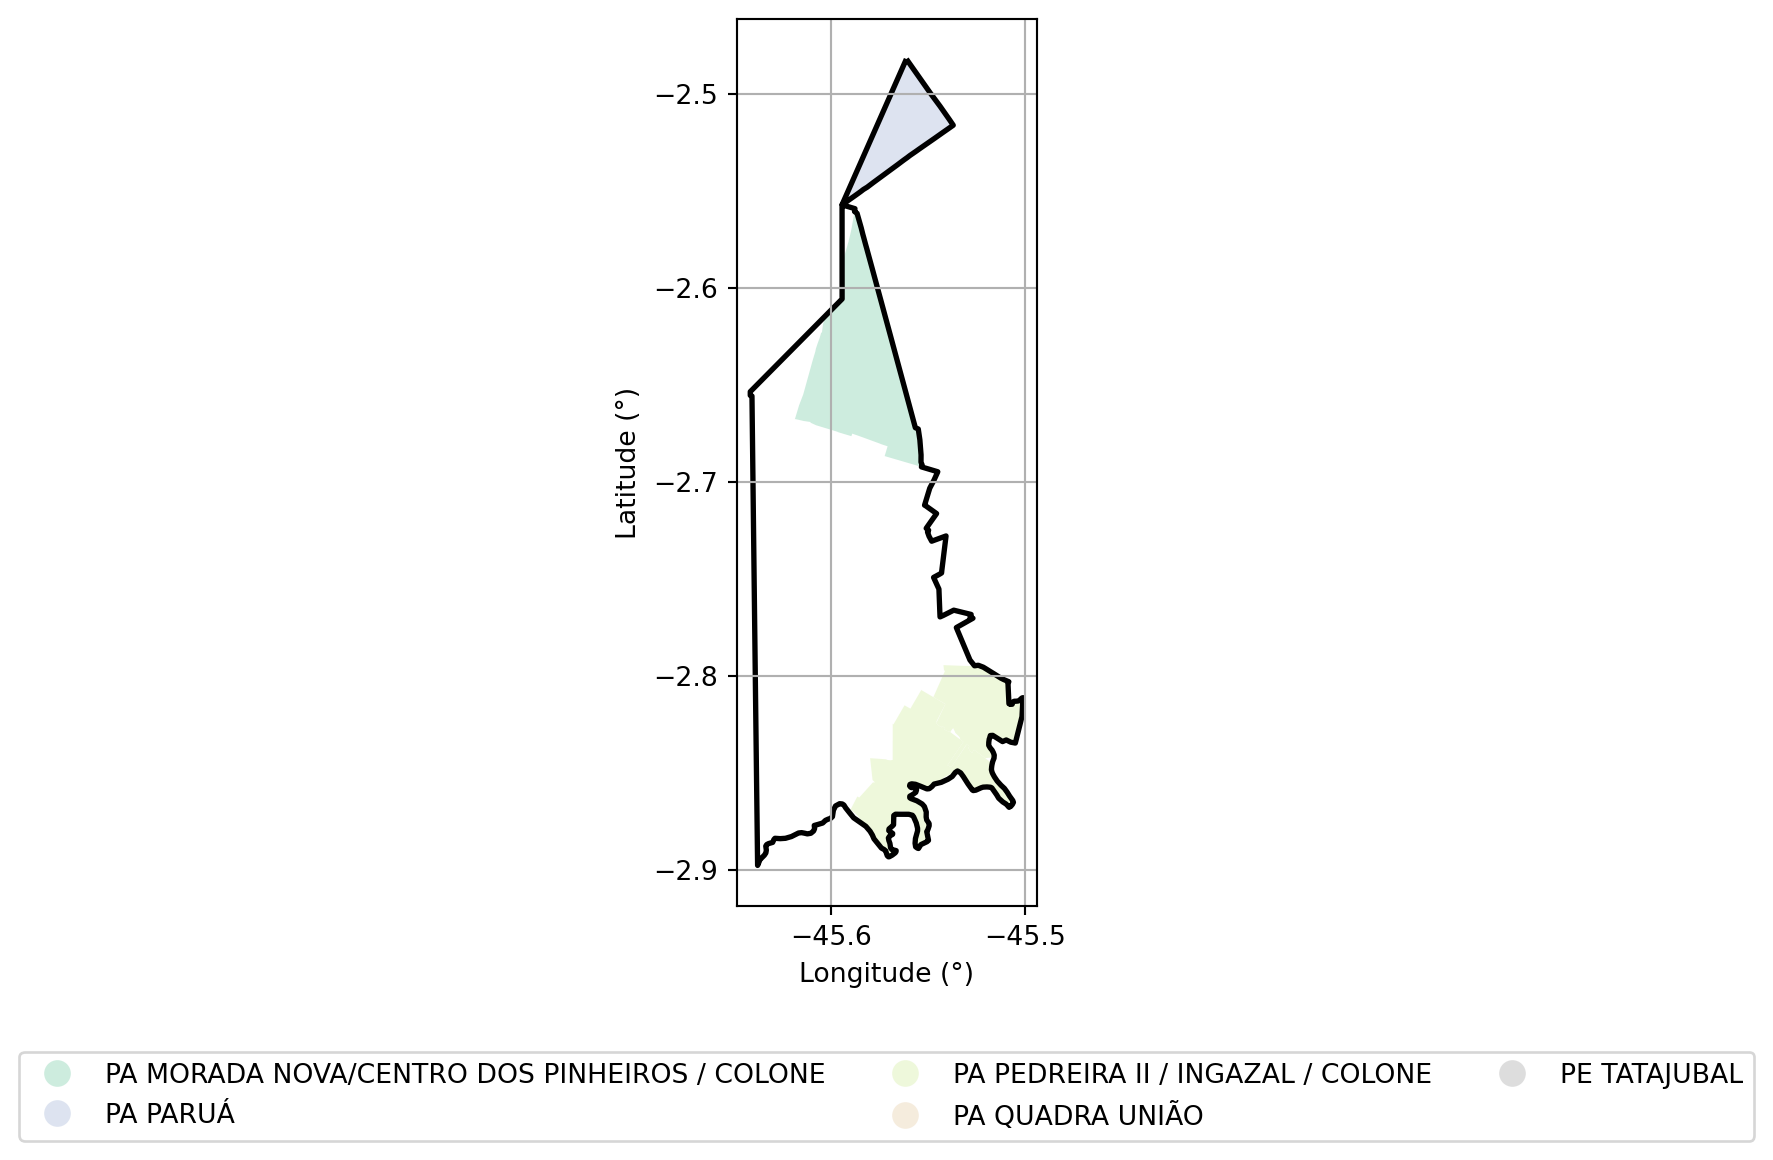 −2.5
−2.6
−2.7
−2.8
−2.9
Latitude (°)
−45.6 −45.5
Longitude (°)
PA MORADA NOVA/CENTRO DOS PINHEIROS / COLONE
PA PARUÁ
PA PEDREIRA II / INGAZAL / COLONE
PA QUADRA UNIÃO
PE TATAJUBAL